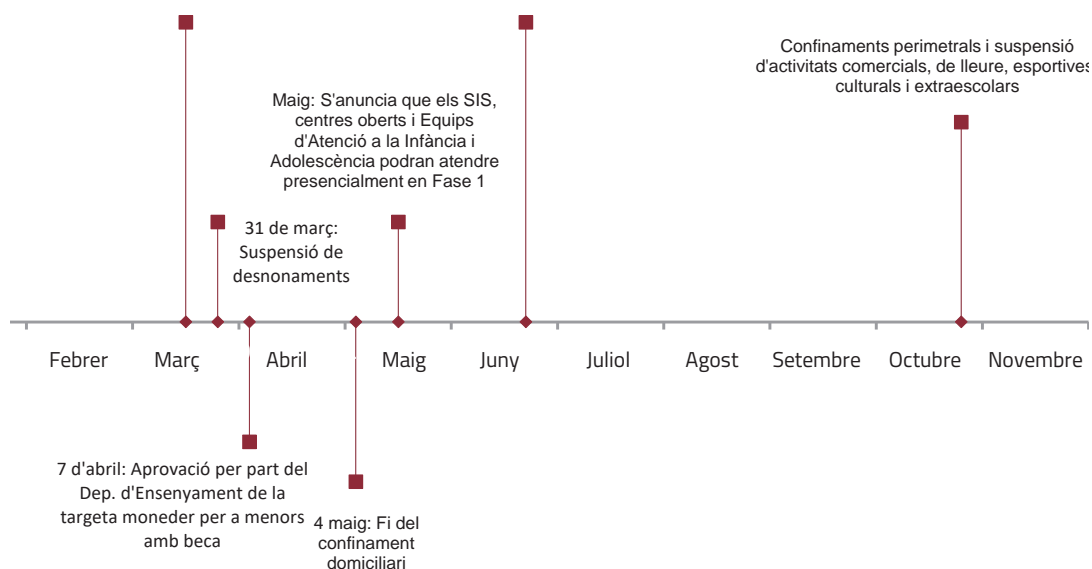 Confinaments perimetrals i suspensió
d'activitats comercials, de lleure, esportives
culturals i extraescolars
Maig: S'anuncia que els SIS,
centres oberts i Equips
d'Atenció a la Infància i
Adolescència podran atendre
presencialment en Fase 1
31 de març:
Suspensió de
desnonaments
Febrer
Març
Abril
Maig
Juny
Juliol
Agost
Setembre
Octubre
Novembre
7 d'abril: Aprovació per part del
Dep. d'Ensenyament de la
targeta moneder per a menors
amb beca
4 maig: Fi del
confinament
domiciliari